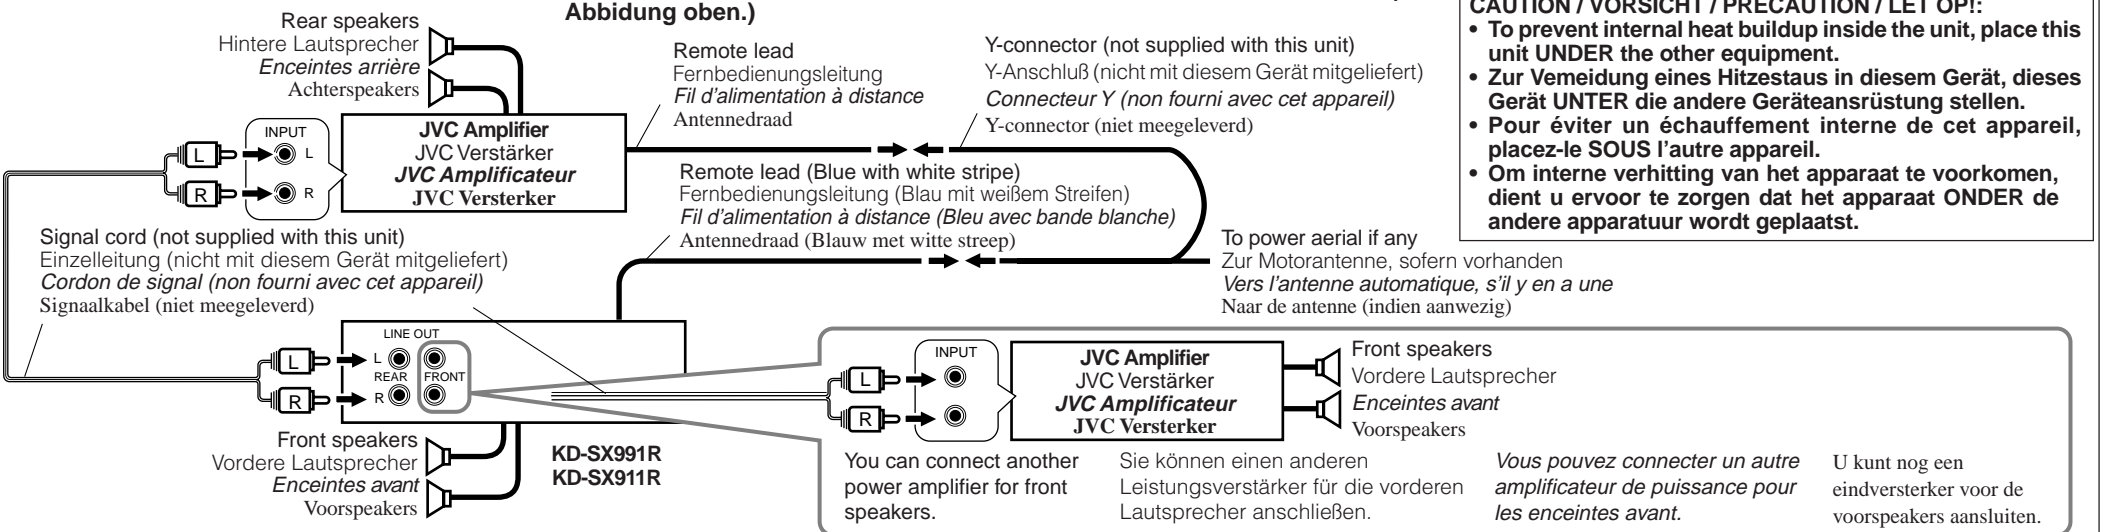 Abbidung oben.)
Rear speakers
Hintere Lautsprecher
Enceintes arrière
Achterspeakers
Remote lead
Fernbedienungsleitung
Fil d'alimentation à distance
Antennedraad
Y-connector (not supplied with this unit)
Y-Anschluß (nicht mit diesem Gerät mitgeliefert)
Connecteur Y (non fourni avec cet appareil)
Y-connector (niet meegeleverd)
CAUTION / VORSICHT / PRECAUTION / LET OP!:
• To prevent internal heat buildup inside the unit, place this
unit UNDER the other equipment.
• Zur Vemeidung eines Hitzestaus in diesem Gerät, dieses
Gerät UNTER die andere Geräteansrüstung stellen.
• Pour éviter un échauffement interne de cet appareil,
placez-le SOUS l'autre appareil.
• Om interne verhitting van het apparaat te voorkomen,
dient u ervoor te zorgen dat het apparaat ONDER de
andere apparatuur wordt geplaatst.
INPUT
L
L
R
R
JVC Amplifier
JVC Verstärker
JVC Amplificateur
JVC Versterker
Remote lead (Blue with white stripe)
Fernbedienungsleitung (Blau mit weißem Streifen)
Fil d'alimentation à distance (Bleu avec bande blanche)
Antennedraad (Blauw met witte streep)
Signal cord (not supplied with this unit)
Einzelleitung (nicht mit diesem Gerät mitgeliefert)
Cordon de signal (non fourni avec cet appareil)
Signaalkabel (niet meegeleverd)
To power aerial if any
Zur Motorantenne, sofern vorhanden
Vers l'antenne automatique, s'il y en a une
Naar de antenne (indien aanwezig)
LINE OUT
L
L
REAR
FRONT
R
R
Front speakers
Vordere Lautsprecher
Enceintes avant
Voorspeakers
KD-SX991R
KD-SX911R
INPUT
L
R
JVC Amplifier
JVC Verstärker
JVC Amplificateur
JVC Versterker
Front speakers
Vordere Lautsprecher
Enceintes avant
Voorspeakers
You can connect another
power amplifier for front
speakers.
Sie können einen anderen
Leistungsverstärker für die vorderen
Lautsprecher anschließen.
Vous pouvez connecter un autre
amplificateur de puissance pour
les enceintes avant.
U kunt nog een
eindversterker voor de
voorspeakers aansluiten.